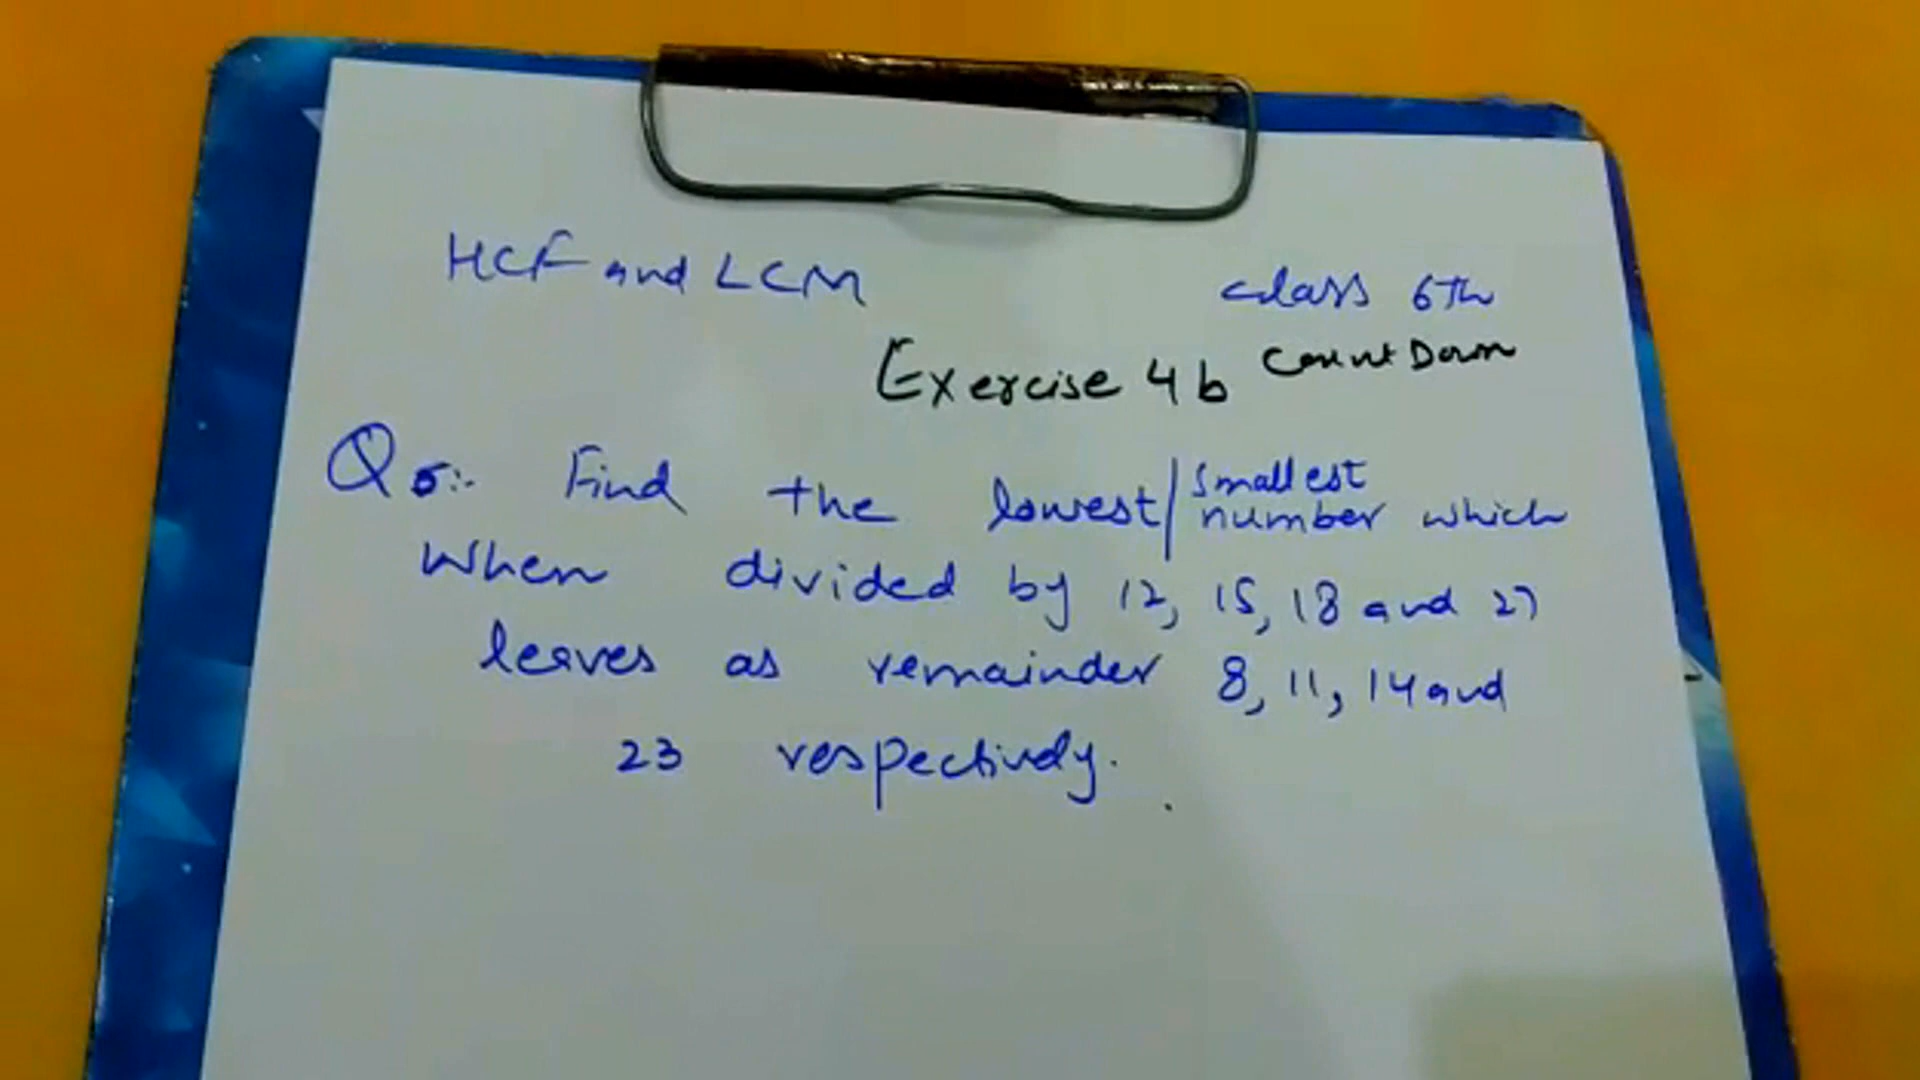 HCF and LCM class 6th
Exercise 4b Count Down
Q5:- Find the lowest/smallest number which
when divided by 12, 15, 18 and 27
leaves as remainder 8, 11, 14 and
23 respectively.